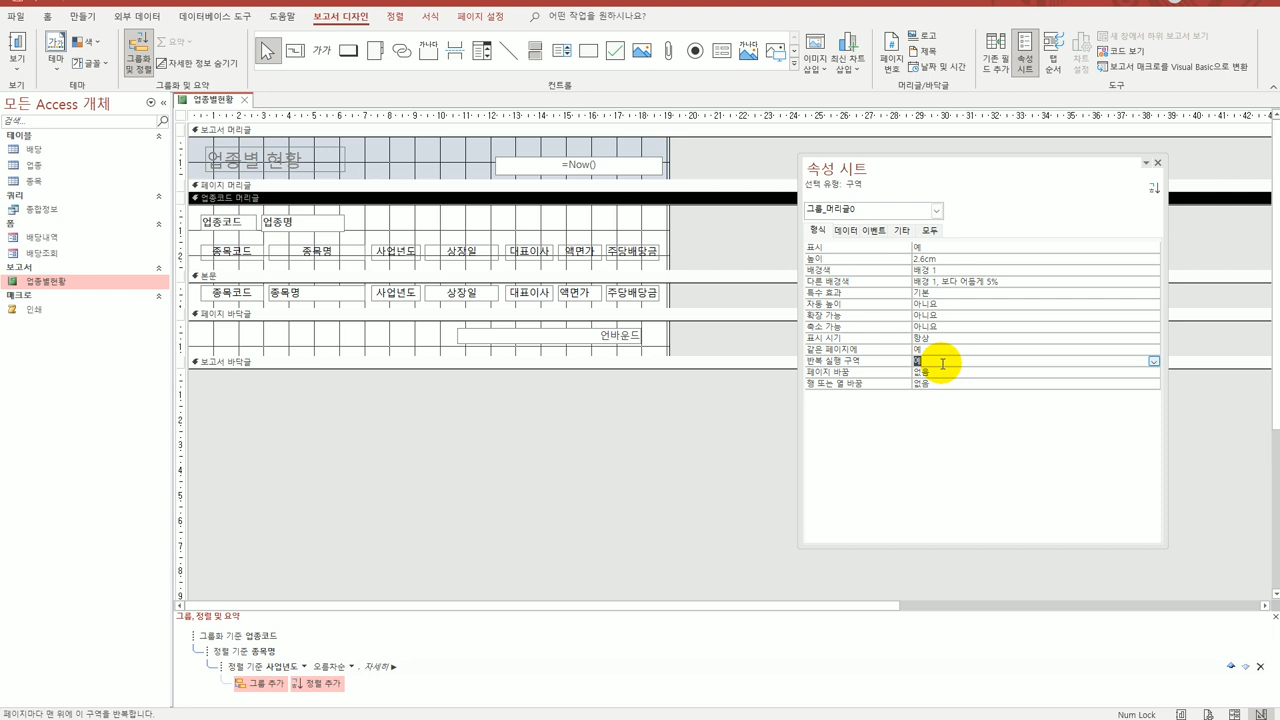 파일 홈 만들기 외부 데이터 데이터베이스 도구 도움말 보고서 디자인 정렬 서식 페이지 설정 어떤 작업을 원하시나요?
보기 테마 색 글꼴 그룹화 및 정렬 요약 자세한 정보 숨기기 가가 이미지 삽입 최신 차트 삽입 페이지 번호 로고 제목 날짜 및 시간 기존 필드 추가 속성 시트 탭 순서 차트 설정 새 창에서 하위 보고서 보기 코드 보기 보고서 매크로를 Visual Basic으로 변환
보기 테마 그룹화 및 요약 컨트롤 머리글/바닥글 도구
모든 Access 개체
검색...
테이블
배당
업종
종목
쿼리
종합정보
폼
배당내역
배당조회
보고서
업종별현황
매크로
인쇄
업종별현황
보고서 머리글
업종별 현황 =Now()
페이지 머리글
업종코드 머리글
업종코드 업종명
종목코드 종목명 사업년도 상장일 대표이사 액면가 주당배당금
본문
종목코드 종목명 사업년도 상장일 대표이사 액면가 주당배당금
페이지 바닥글
언바운드
보고서 바닥글
속성 시트
선택 유형: 구역
그룹_머리글0
형식 데이터 이벤트 기타 모두
표시 예
높이 2.6cm
배경색 배경 1
다른 배경색 배경 1, 보다 어둡게 5%
특수 효과 기본
자동 높이 아니요
확장 가능 아니요
축소 가능 아니요
표시 시기 항상
같은 페이지에 예
반복 실행 구역 예
페이지 바꿈 없음
행 또는 열 바꿈 없음
그룹, 정렬 및 요약
그룹화 기준 업종코드
정렬 기준 종목명
정렬 기준 사업년도 오름차순 , 자세히
그룹 추가 정렬 추가
페이지마다 맨 위에 이 구역을 반복합니다. Num Lock